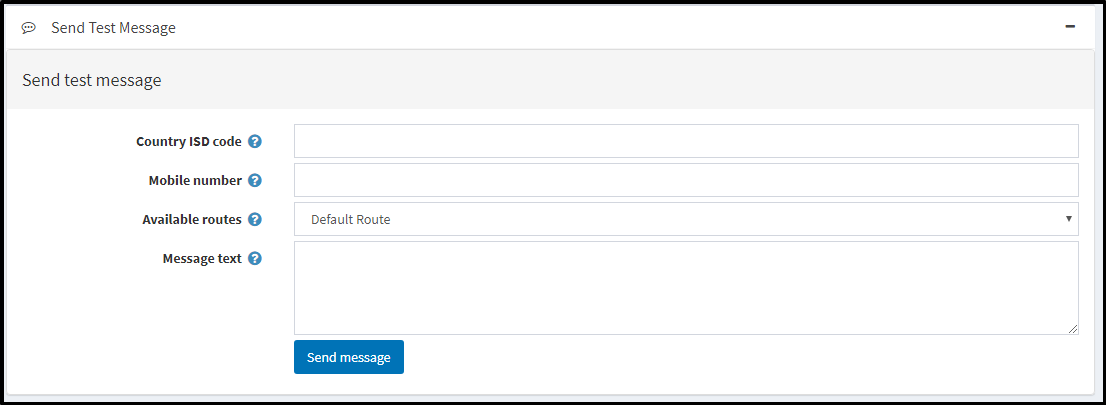 Send Test Message
Send test message
Country ISD code
Mobile number
Available routes
Default Route
Message text
Send message